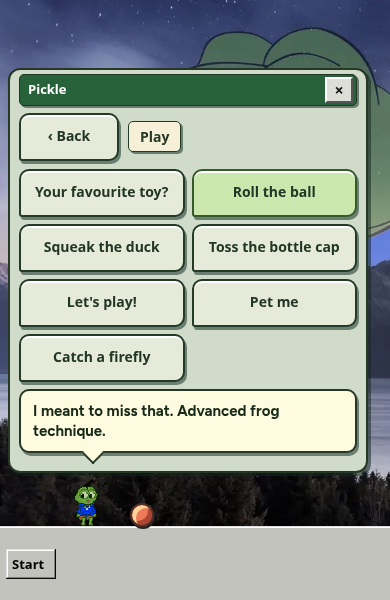 Pickle
×
‹ Back
Play
Your favourite toy?
Roll the ball
Squeak the duck
Toss the bottle cap
Let's play!
Pet me
Catch a firefly
I meant to miss that. Advanced frog
technique.
Start